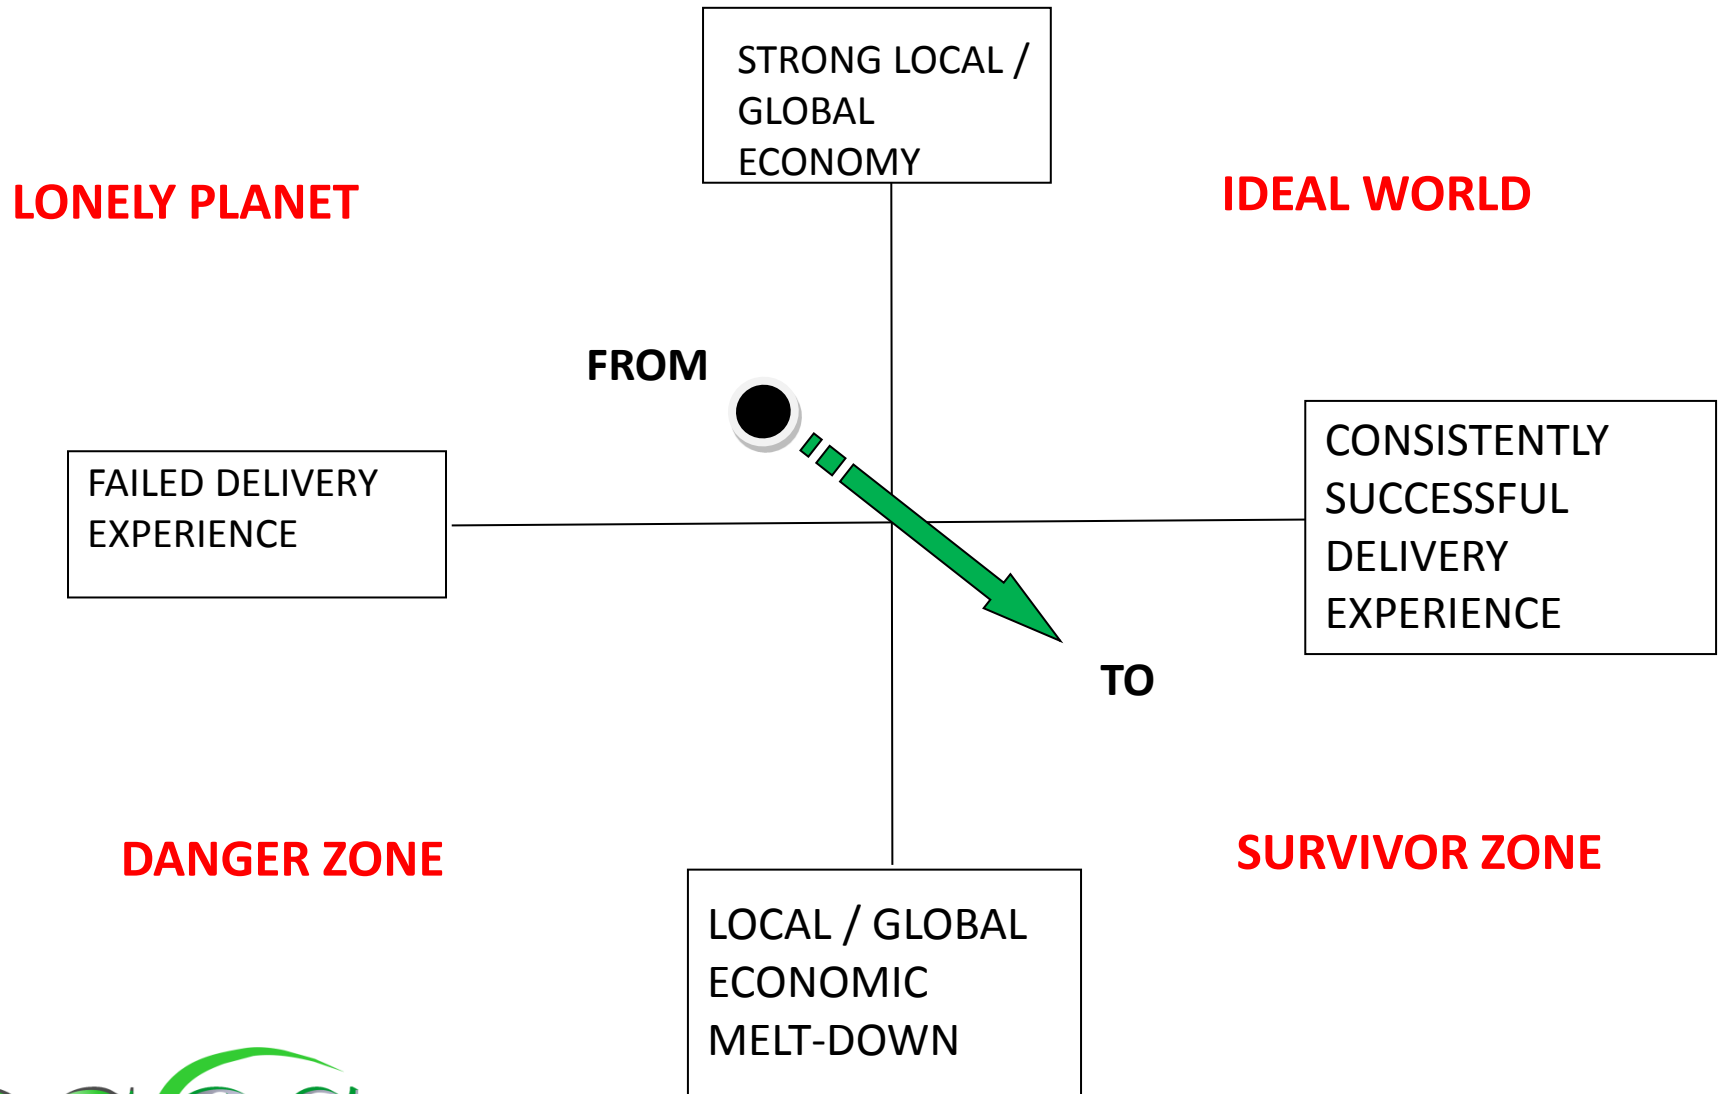 STRONG LOCAL /
GLOBAL
ECONOMY
LONELY PLANET
IDEAL WORLD
FROM
FAILED DELIVERY
EXPERIENCE
CONSISTENTLY
SUCCESSFUL
DELIVERY
EXPERIENCE
TO
DANGER ZONE
SURVIVOR ZONE
LOCAL / GLOBAL
ECONOMIC
MELT-DOWN